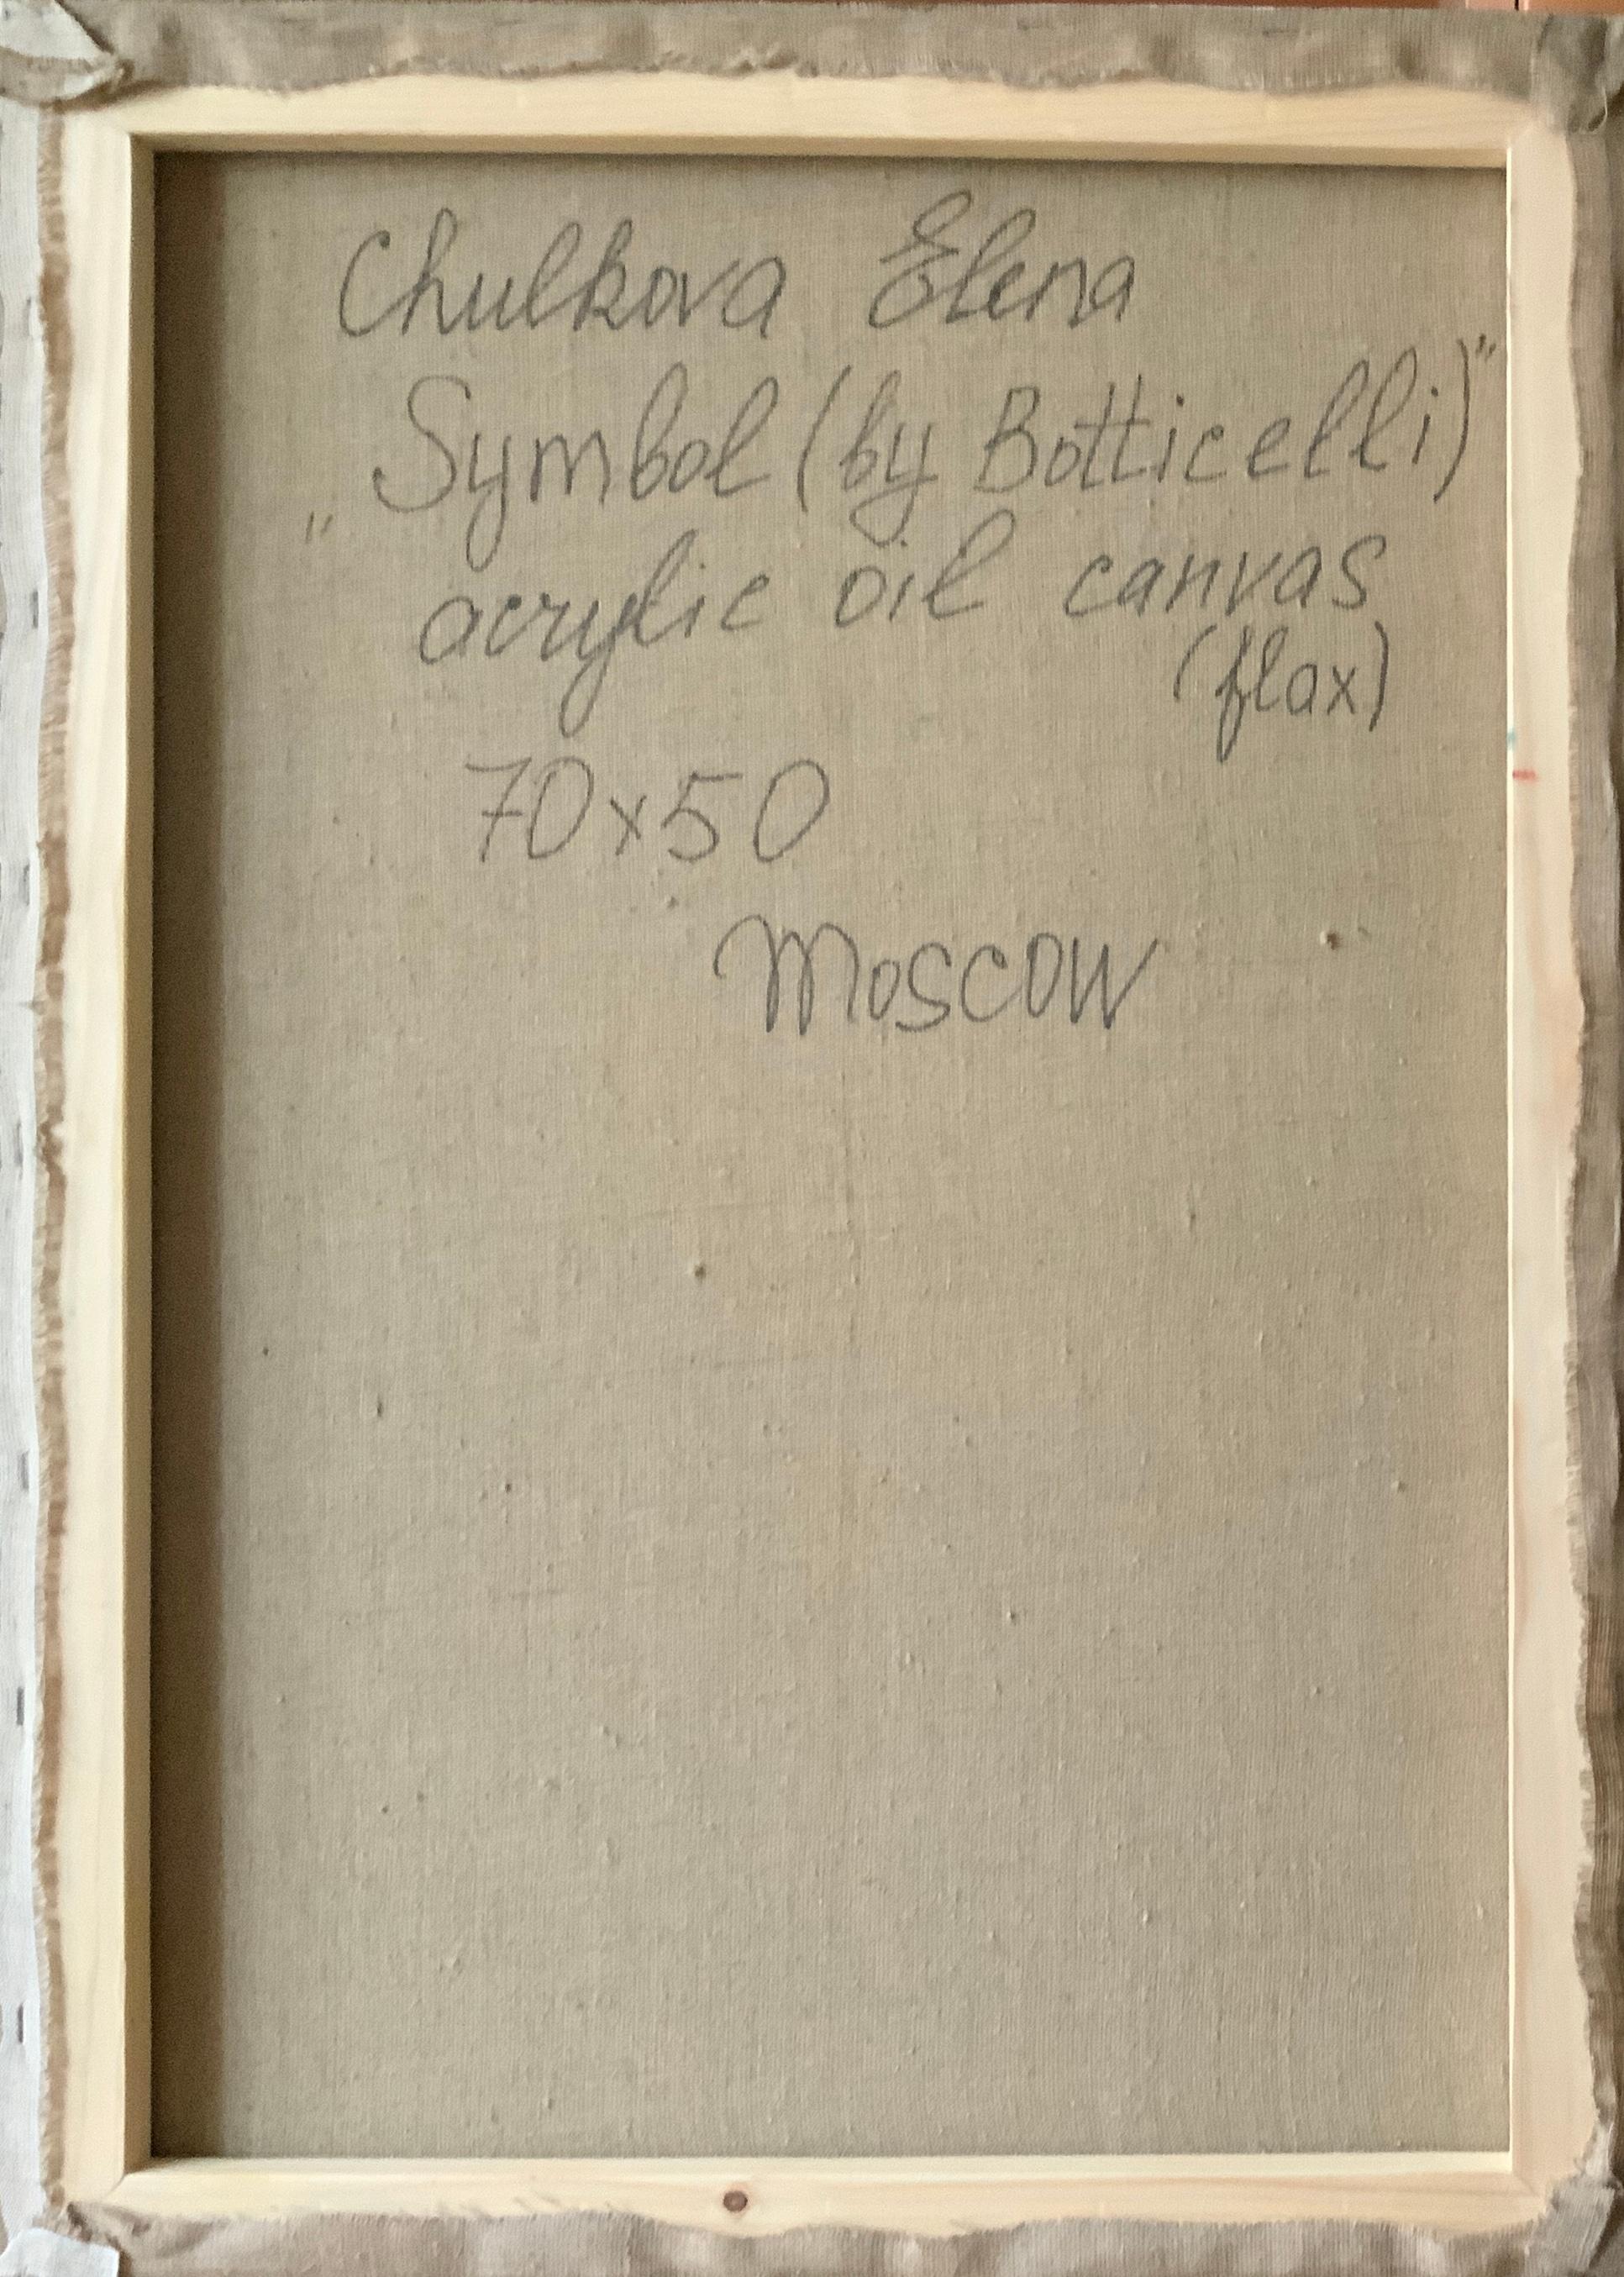 Chulkova Elena
„Symbol (by Botticelli)"
acrylic oil canvas
(flax)
70x50
Moscow